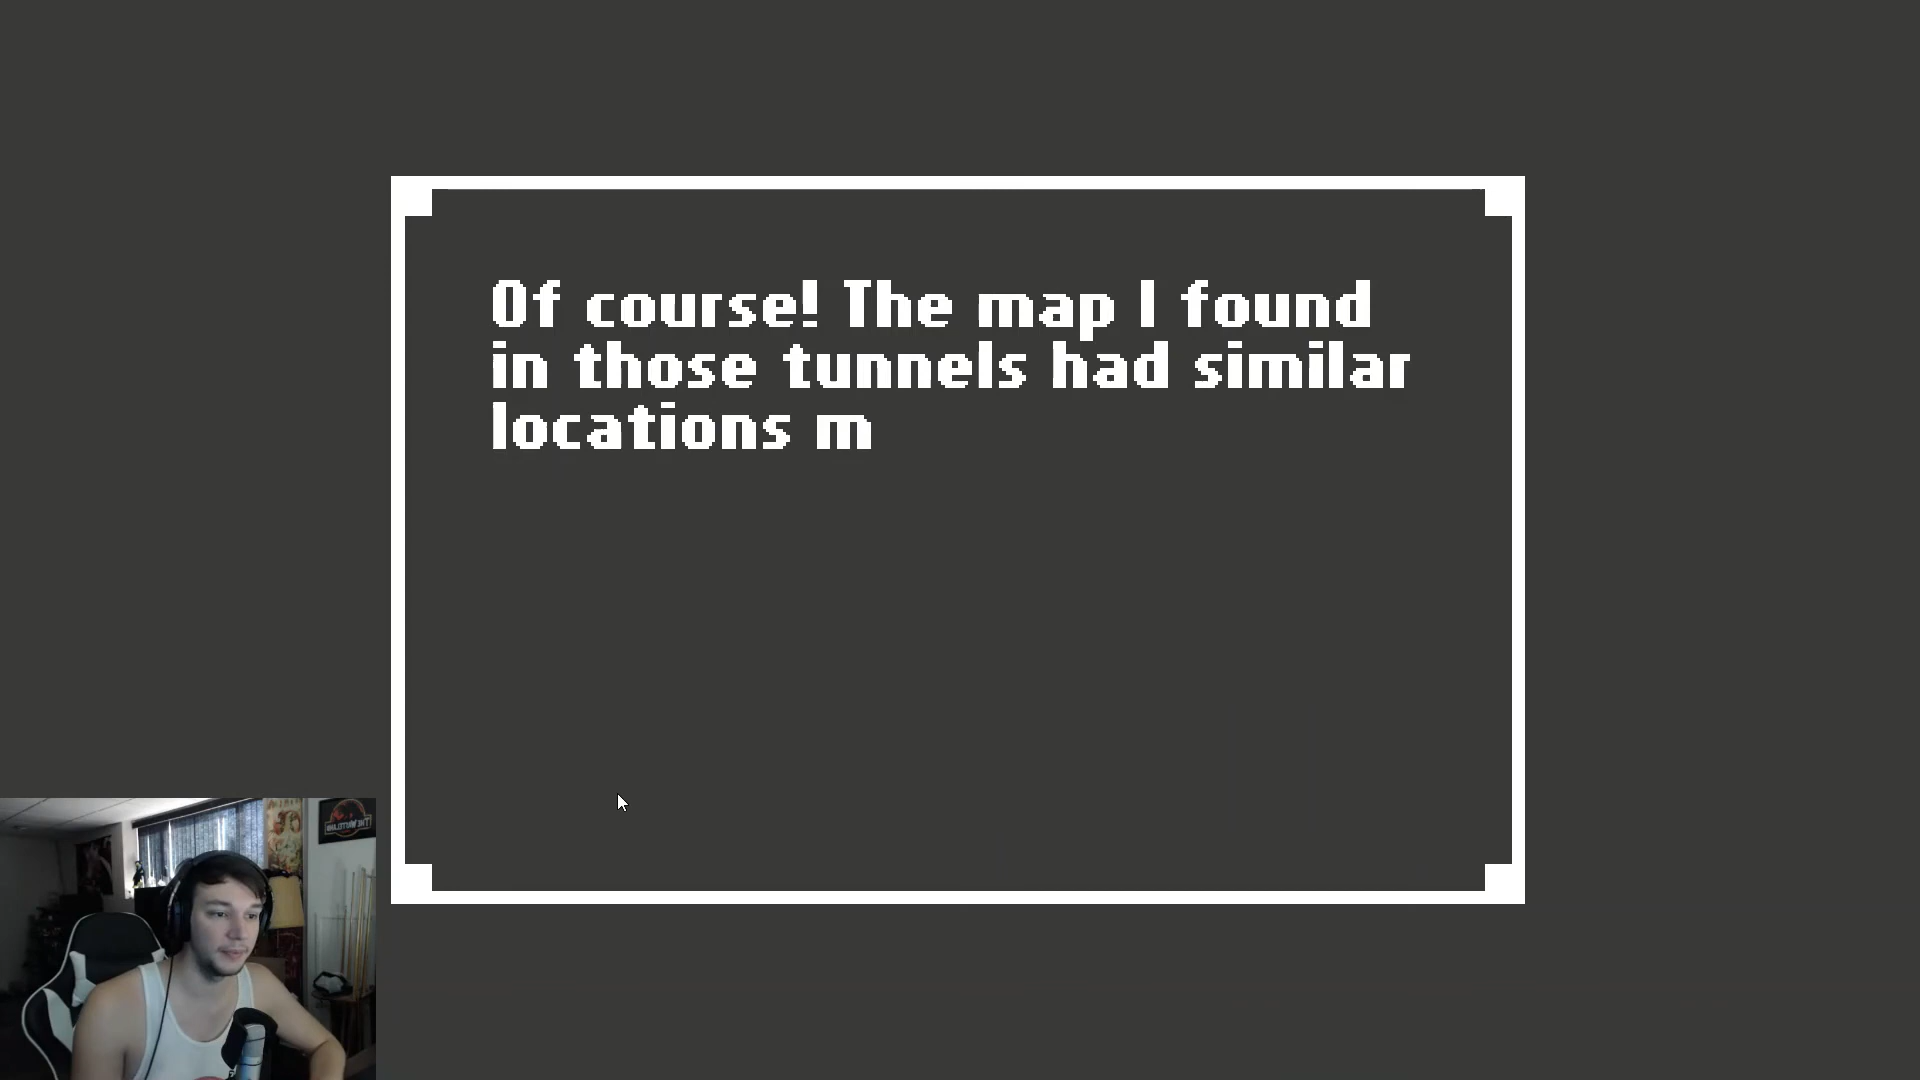 Of course! The map I found
in those tunnels had similar
locations m